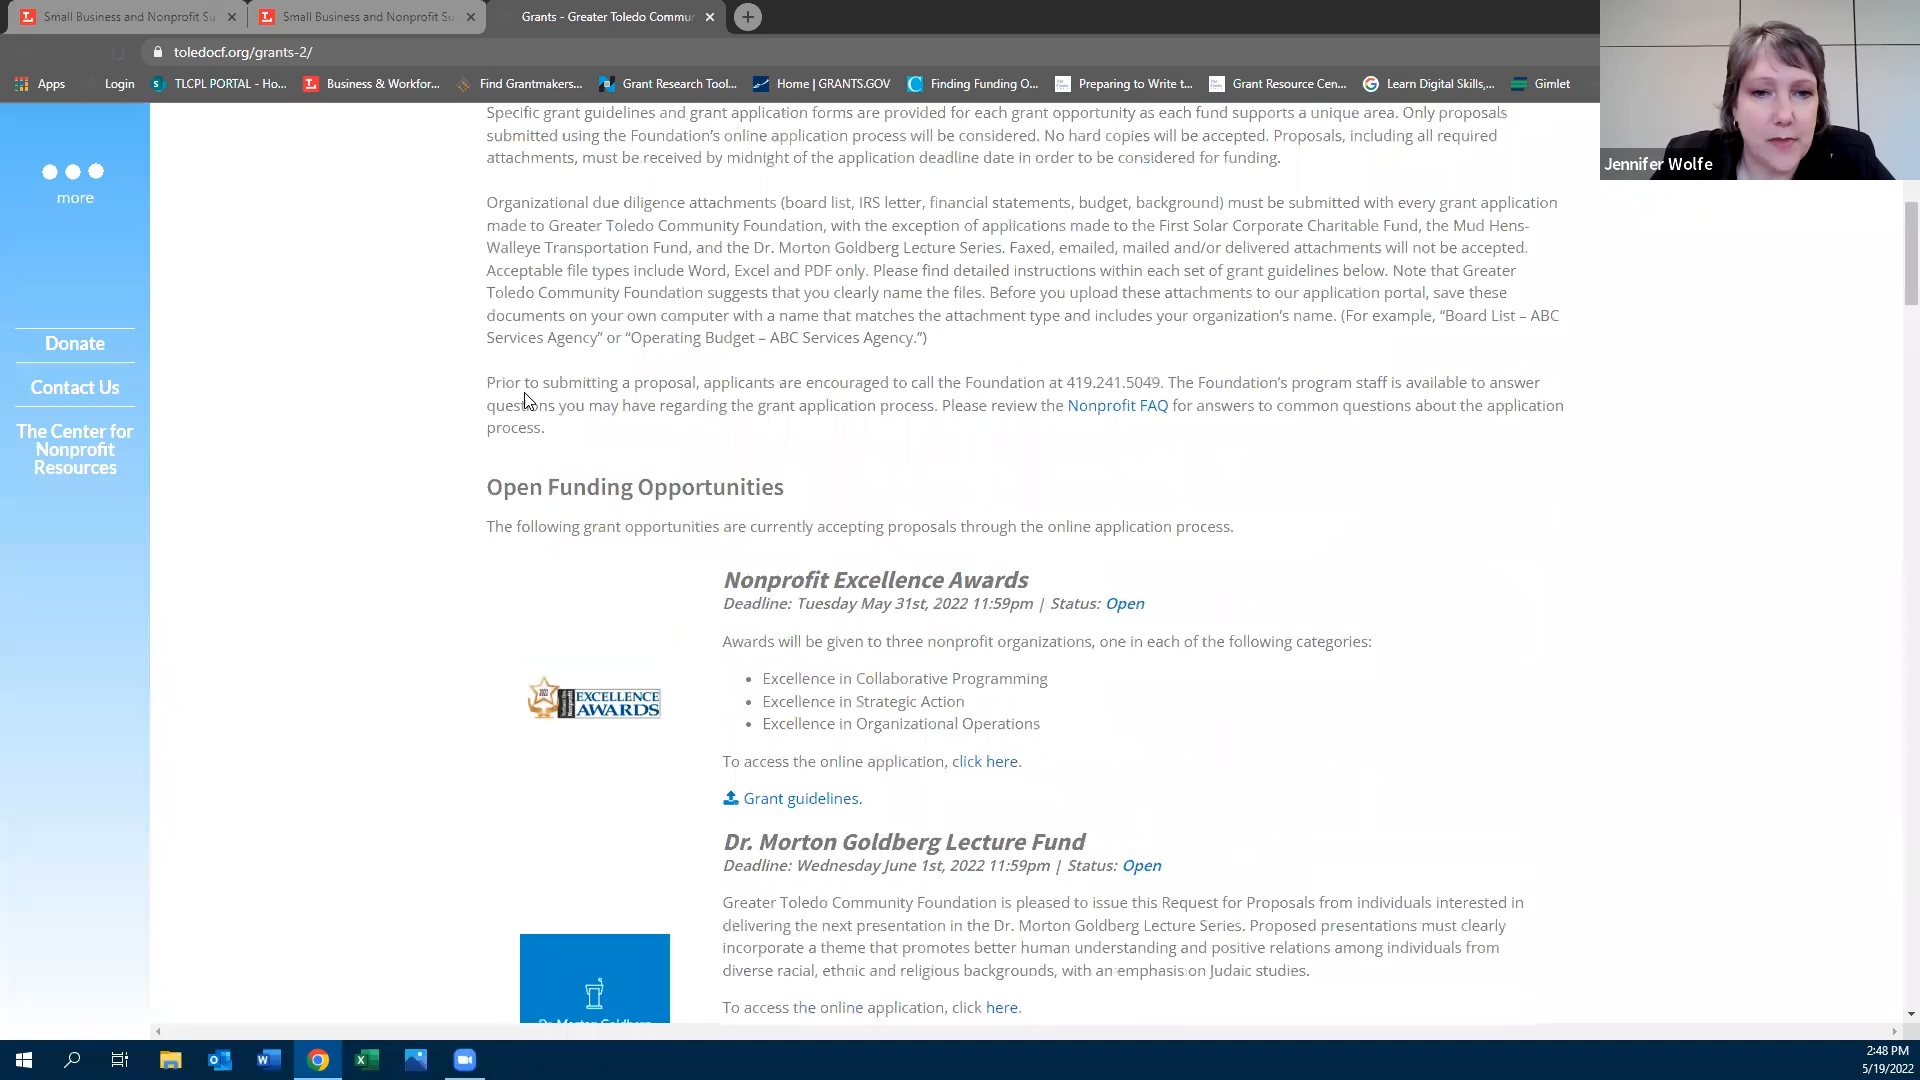 Small Business and Nonprofit Su
Small Business and Nonprofit Su
Grants - Greater Toledo Commun
toledocf.org/grants-2/
Apps
Login
TLCPL PORTAL - Ho...
Business & Workfor...
Find Grantmakers...
Grant Research Tool...
Home | GRANTS.GOV
Finding Funding O...
Preparing to Write t...
Grant Resource Cen...
Learn Digital Skills,...
Gimlet
Jennifer Wolfe
more
Donate
Contact Us
The Center for
Nonprofit
Resources
Specific grant guidelines and grant application forms are provided for each grant opportunity as each fund supports a unique area. Only proposals
submitted using the Foundation's online application process will be considered. No hard copies will be accepted. Proposals, including all required
attachments, must be received by midnight of the application deadline date in order to be considered for funding.
Organizational due diligence attachments (board list, IRS letter, financial statements, budget, background) must be submitted with every grant application
made to Greater Toledo Community Foundation, with the exception of applications made to the First Solar Corporate Charitable Fund, the Mud Hens-
Walleye Transportation Fund, and the Dr. Morton Goldberg Lecture Series. Faxed, emailed, mailed and/or delivered attachments will not be accepted.
Acceptable file types include Word, Excel and PDF only. Please find detailed instructions within each set of grant guidelines below. Note that Greater
Toledo Community Foundation suggests that you clearly name the files. Before you upload these attachments to our application portal, save these
documents on your own computer with a name that matches the attachment type and includes your organization's name. (For example, "Board List – ABC
Services Agency" or "Operating Budget – ABC Services Agency.")
Prior to submitting a proposal, applicants are encouraged to call the Foundation at 419.241.5049. The Foundation's program staff is available to answer
questions you may have regarding the grant application process. Please review the Nonprofit FAQ for answers to common questions about the application
process.
Open Funding Opportunities
The following grant opportunities are currently accepting proposals through the online application process.
Nonprofit Excellence Awards
Deadline: Tuesday May 31st, 2022 11:59pm | Status: Open
Awards will be given to three nonprofit organizations, one in each of the following categories:
• Excellence in Collaborative Programming
• Excellence in Strategic Action
• Excellence in Organizational Operations
EXCELLENCE
AWARDS
To access the online application, click here.
Grant guidelines.
Dr. Morton Goldberg Lecture Fund
Deadline: Wednesday June 1st, 2022 11:59pm | Status: Open
Greater Toledo Community Foundation is pleased to issue this Request for Proposals from individuals interested in
delivering the next presentation in the Dr. Morton Goldberg Lecture Series. Proposed presentations must clearly
incorporate a theme that promotes better human understanding and positive relations among individuals from
diverse racial, ethnic and religious backgrounds, with an emphasis on Judaic studies.
To access the online application, click here.
Dr. Morton Goldberg
2:48 PM
5/19/2022